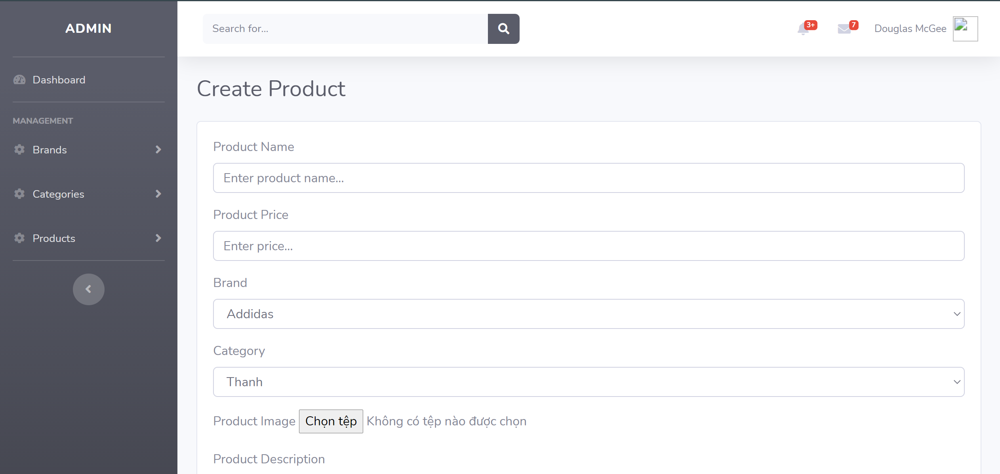 ADMIN
Search for...
3+
7
Douglas McGee
Dashboard
MANAGEMENT
Brands
Categories
Products
Create Product
Product Name
Enter product name...
Product Price
Enter price...
Brand
Addidas
Category
Thanh
Product Image Chọn tệp Không có tệp nào được chọn
Product Description